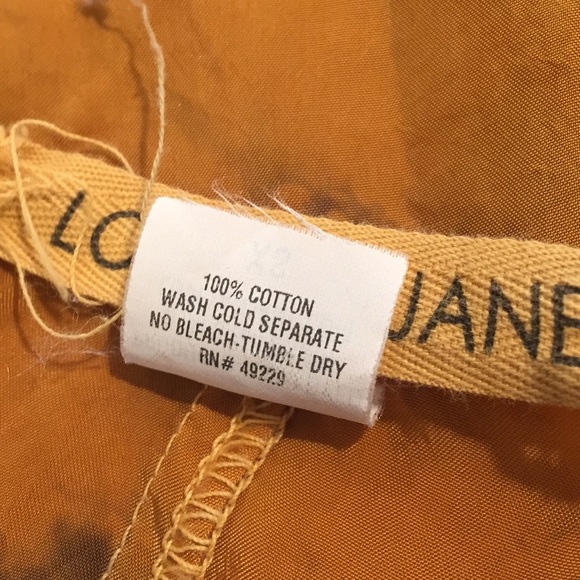 LO JANE
100% COTTON
WASH COLD SEPARATE
NO BLEACH-TUMBLE DRY
RN# 49229